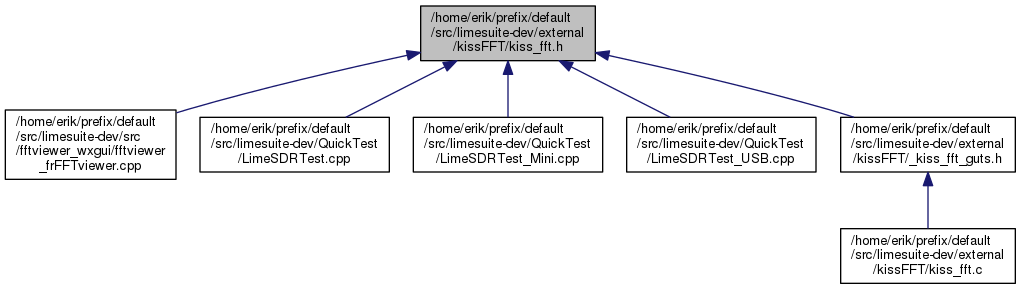 /home/erik/prefix/default
/src/limesuite-dev/external
/kissFFT/kiss_fft.h
/home/erik/prefix/default
/src/limesuite-dev/src
/fftviewer_wxgui/fftviewer
_frFFTviewer.cpp
/home/erik/prefix/default
/src/limesuite-dev/QuickTest
/LimeSDRTest.cpp
/home/erik/prefix/default
/src/limesuite-dev/QuickTest
/LimeSDRTest_Mini.cpp
/home/erik/prefix/default
/src/limesuite-dev/QuickTest
/LimeSDRTest_USB.cpp
/home/erik/prefix/default
/src/limesuite-dev/external
/kissFFT/_kiss_fft_guts.h
/home/erik/prefix/default
/src/limesuite-dev/external
/kissFFT/kiss_fft.c